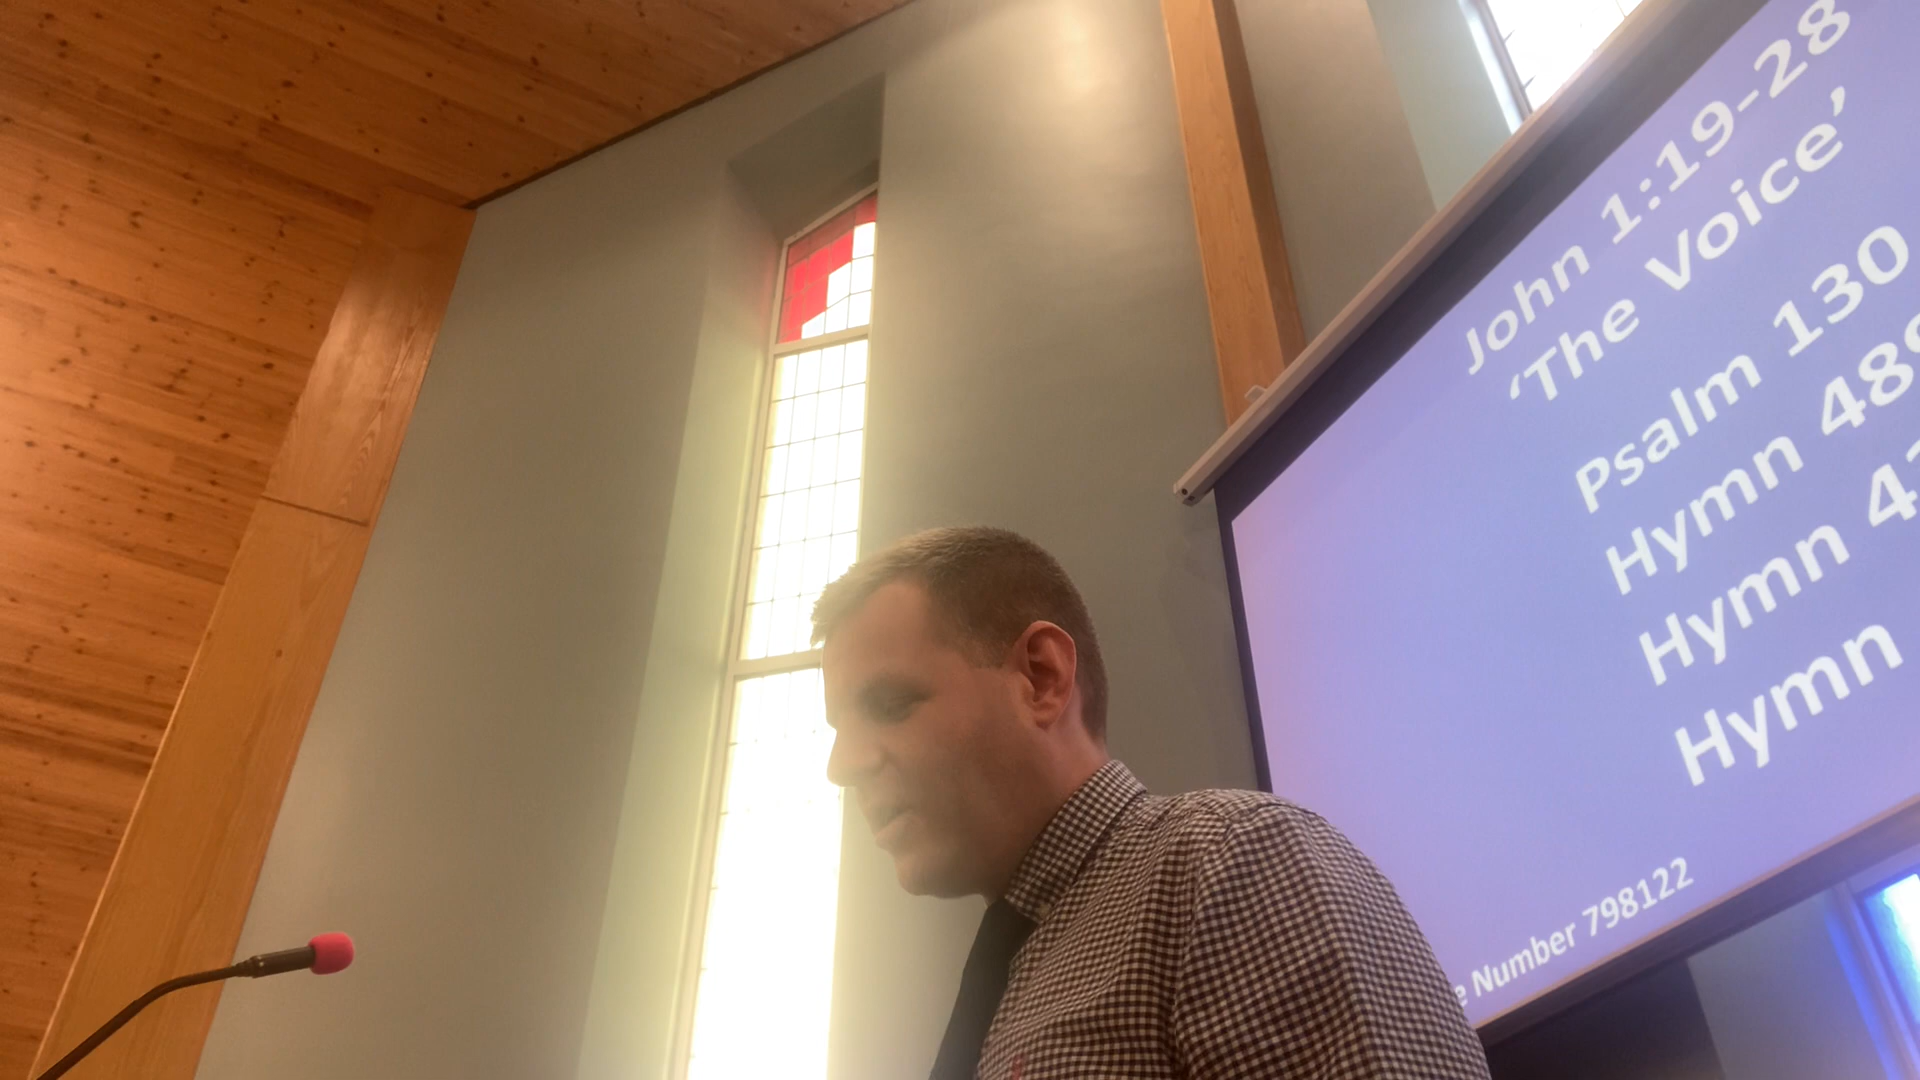 John 1:19-28
‘The Voice’
Psalm 130
Hymn
Hymn
Hymn
Number 798122